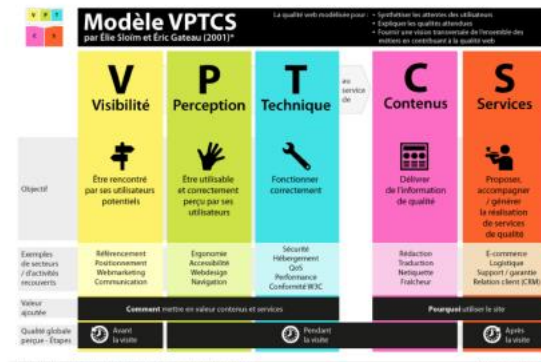 V P T
C S
Modèle VPTCS
par Élie Sloïm et Éric Gateau (2001)*
La qualité web modélisée pour :
• Synthétiser les attentes des utilisateurs
• Expliquer les qualités attendues
• Fournir une vision transversale de l'ensemble des
métiers en contribuant à la qualité web
V
Visibilité
P
Perception
T
Technique
au
service
de
C
Contenus
S
Services
Objectif
Être rencontré
par ses utilisateurs
potentiels
Être utilisable
et correctement
perçu par ses
utilisateurs
Fonctionner
correctement
Délivrer
de l'information
de qualité
Proposer,
accompagner
/ générer
la réalisation
de services
de qualité
Exemples
de secteurs
/ d'activités
recouverts
Référencement
Positionnement
Webmarketing
Communication
Ergonomie
Accessibilité
Webdesign
Navigation
Sécurité
Hébergement
QoS
Performance
Conformité W3C
Rédaction
Traduction
Netiquette
Fraîcheur
E-commerce
Logistique
Support / garantie
Relation client (CRM)
Valeur
ajoutée
Comment mettre en valeur contenus et services
Pourquoi utiliser le site
Qualité globale
perçue - Étapes
Avant
la visite
Pendant
la visite
Après
la visite